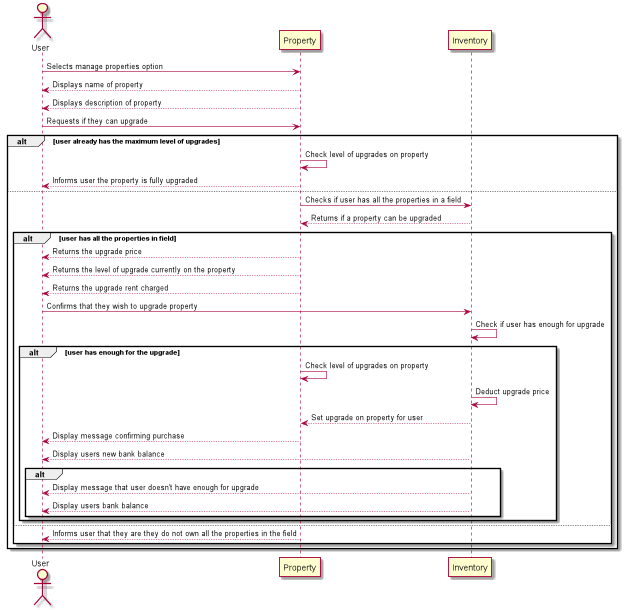 User
Property
Inventory
Selects manage properties option
Displays name of property
Displays description of property
Requests if they can upgrade
alt [user already has the maximum level of upgrades]
Check level of upgrades on property
Informs user the property is fully upgraded
Checks if user has all the properties in a field
Returns if a property can be upgraded
alt [user has all the properties in field]
Returns the upgrade price
Returns the level of upgrade currently on the property
Returns the upgrade rent charged
Confirms that they wish to upgrade property
Check if user has enough for upgrade
alt [user has enough for the upgrade]
Check level of upgrades on property
Deduct upgrade price
Set upgrade on property for user
Display message confirming purchase
Display users new bank balance
alt
Display message that user doesn't have enough for upgrade
Display users bank balance
Informs user that they are they do not own all the properties in the field
User
Property
Inventory